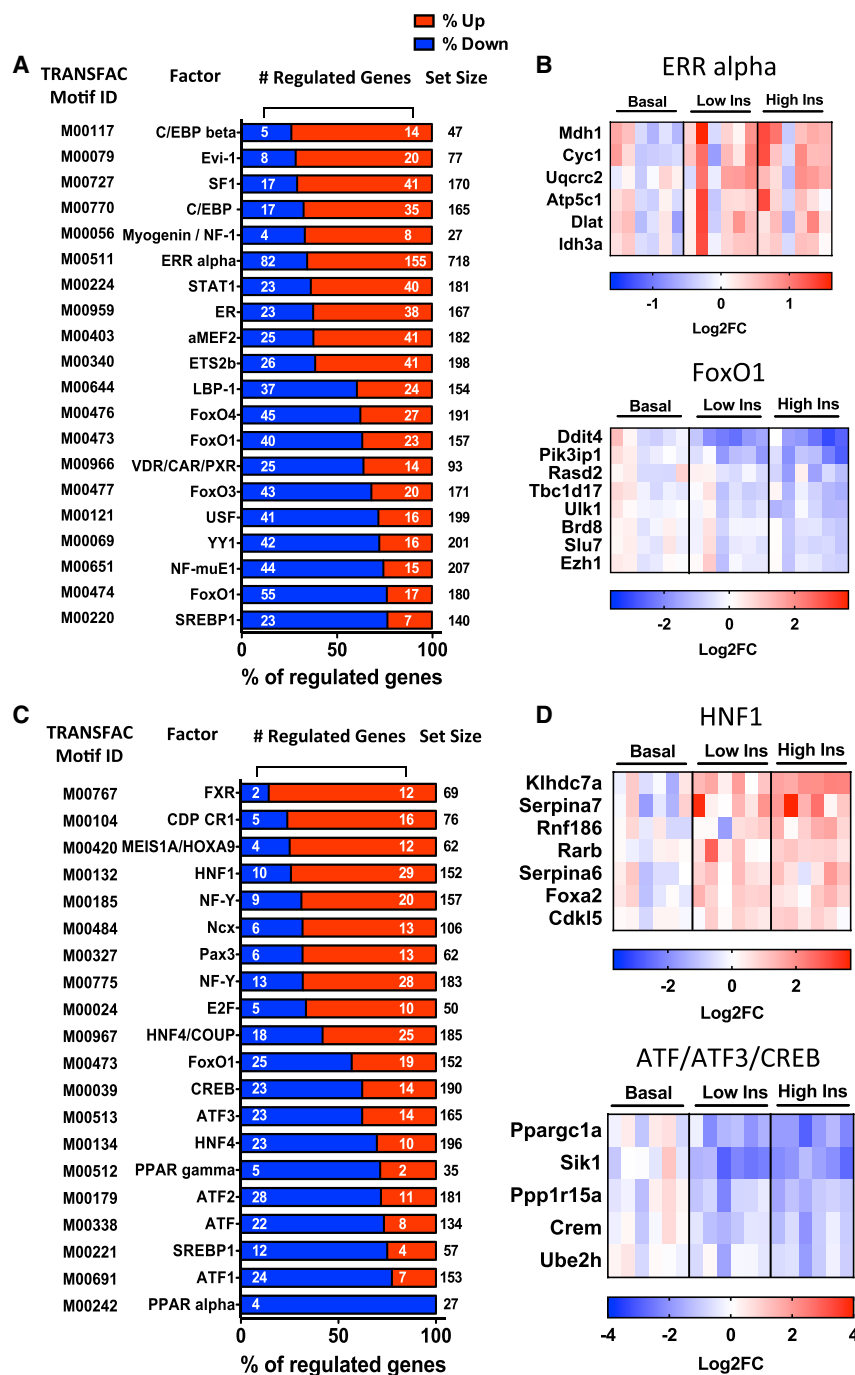 % Up
% Down
A
TRANSFAC Motif ID Factor # Regulated Genes Set Size
M00117 C/EBP beta 5 14 47
M00079 Evi-1 8 20 77
M00727 SF1 17 41 170
M00770 C/EBP 17 35 165
M00056 Myogenin / NF-1 4 8 27
M00511 ERR alpha 82 155 718
M00224 STAT1 23 40 181
M00959 ER 23 38 167
M00403 aMEF2 25 41 182
M00340 ETS2b 26 41 198
M00644 LBP-1 37 24 154
M00476 FoxO4 45 27 191
M00473 FoxO1 40 23 157
M00966 VDR/CAR/PXR 25 14 93
M00477 FoxO3 43 20 171
M00121 USF 41 16 199
M00069 YY1 42 16 201
M00651 NF-muE1 44 15 207
M00474 FoxO1 55 17 180
M00220 SREBP1 23 7 140
0 50 100
% of regulated genes
B
ERR alpha
Basal Low Ins High Ins
Mdh1
Cyc1
Uqcrc2
Atp5c1
Dlat
Idh3a
-1 0 1
Log2FC
FoxO1
Basal Low Ins High Ins
Ddit4
Pik3ip1
Rasd2
Tbc1d17
Ulk1
Brd8
Slu7
Ezh1
-2 0 2
Log2FC
C
TRANSFAC Motif ID Factor # Regulated Genes Set Size
M00767 FXR 2 12 69
M00104 CDP CR1 5 16 76
M00420 MEIS1A/HOXA9 4 12 62
M00132 HNF1 10 29 152
M00185 NF-Y 9 20 157
M00484 Ncx 6 13 106
M00327 Pax3 6 13 62
M00775 NF-Y 13 28 183
M00024 E2F 5 10 50
M00967 HNF4/COUP 18 25 185
M00473 FoxO1 25 19 152
M00039 CREB 23 14 190
M00513 ATF3 23 14 165
M00134 HNF4 23 10 196
M00512 PPAR gamma 5 2 35
M00179 ATF2 28 11 181
M00338 ATF 22 8 134
M00221 SREBP1 12 4 57
M00691 ATF1 24 7 153
M00242 PPAR alpha 4 27
0 50 100
% of regulated genes
D
HNF1
Basal Low Ins High Ins
Klhdc7a
Serpina7
Rnf186
Rarb
Serpina6
Foxa2
Cdkl5
-2 0 2
Log2FC
ATF/ATF3/CREB
Basal Low Ins High Ins
Ppargc1a
Sik1
Ppp1r15a
Crem
Ube2h
-4 -2 0 2 4
Log2FC